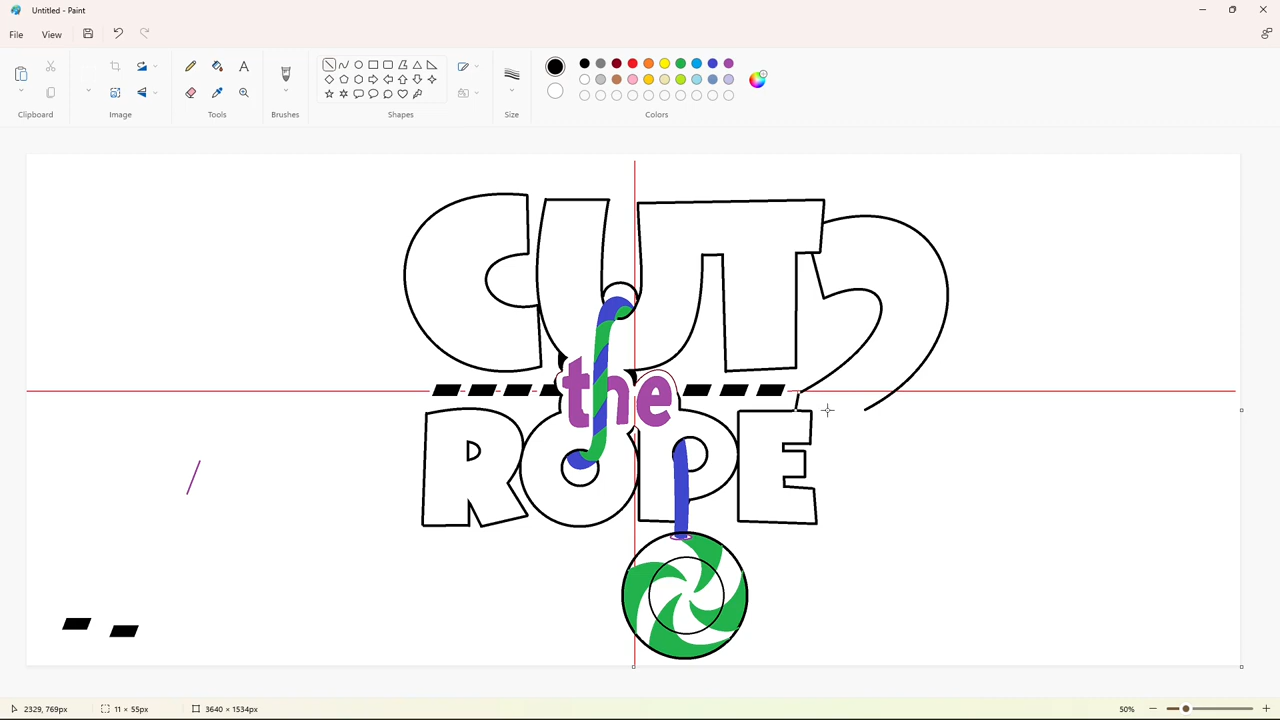 Untitled - Paint
File View
Clipboard Image Tools Brushes Shapes Size Colors
CUT 2
the
ROPE
2329, 769px 11 × 55px 3640 × 1534px 50%